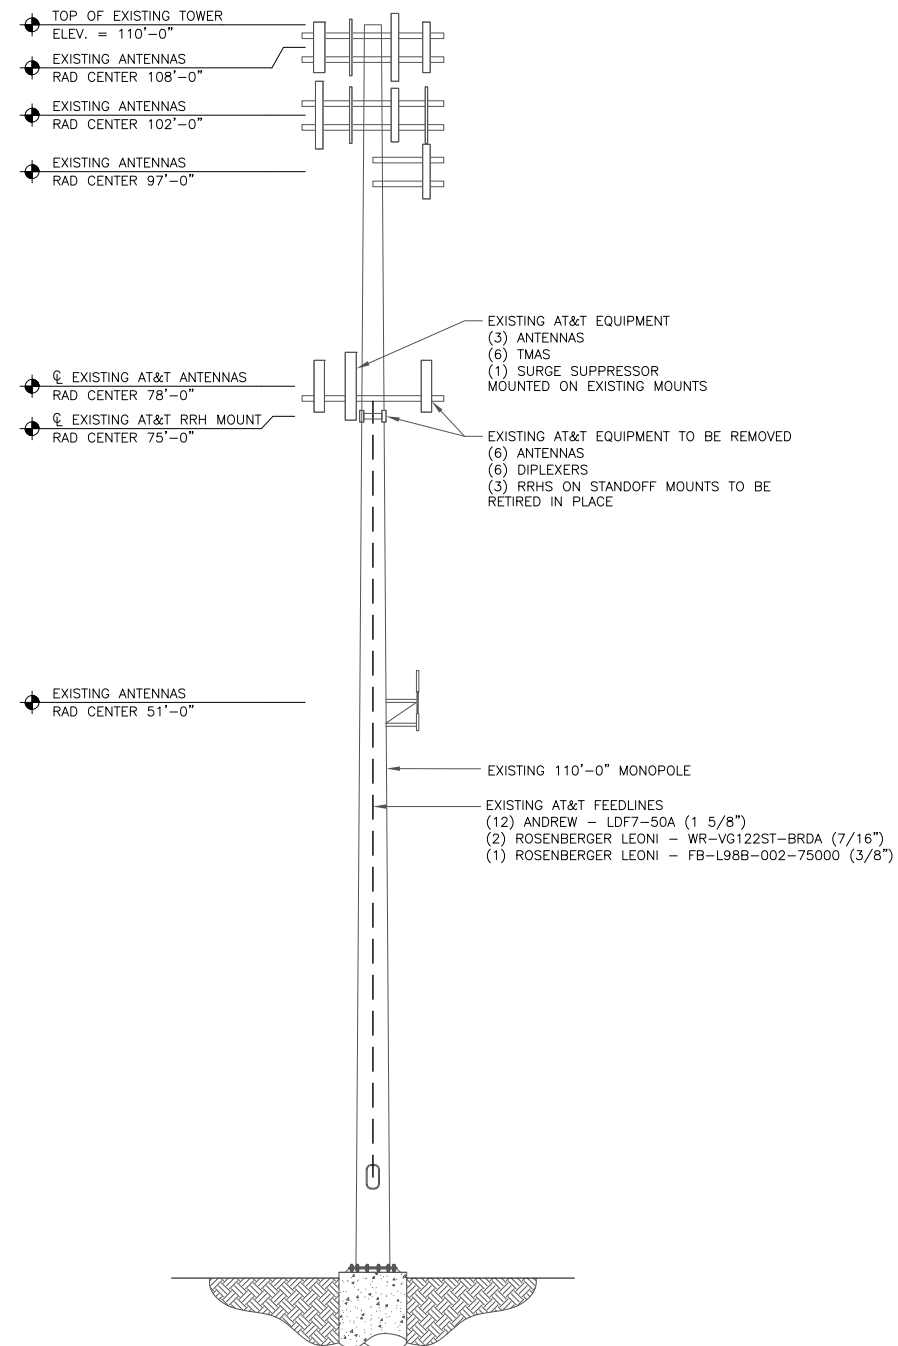 TOP OF EXISTING TOWER
ELEV. = 110'-0"
EXISTING ANTENNAS
RAD CENTER 108'-0"
EXISTING ANTENNAS
RAD CENTER 102'-0"
EXISTING ANTENNAS
RAD CENTER 97'-0"
EXISTING AT&T EQUIPMENT
(3) ANTENNAS
(6) TMAS
(1) SURGE SUPPRESSOR
MOUNTED ON EXISTING MOUNTS
℄ EXISTING AT&T ANTENNAS
RAD CENTER 78'-0"
℄ EXISTING AT&T RRH MOUNT
RAD CENTER 75'-0"
EXISTING AT&T EQUIPMENT TO BE REMOVED
(6) ANTENNAS
(6) DIPLEXERS
(3) RRHS ON STANDOFF MOUNTS TO BE
RETIRED IN PLACE
EXISTING ANTENNAS
RAD CENTER 51'-0"
EXISTING 110'-0" MONOPOLE
EXISTING AT&T FEEDLINES
(12) ANDREW - LDF7-50A (1 5/8")
(2) ROSENBERGER LEONI - WR-VG122ST-BRDA (7/16")
(1) ROSENBERGER LEONI - FB-L98B-002-75000 (3/8")